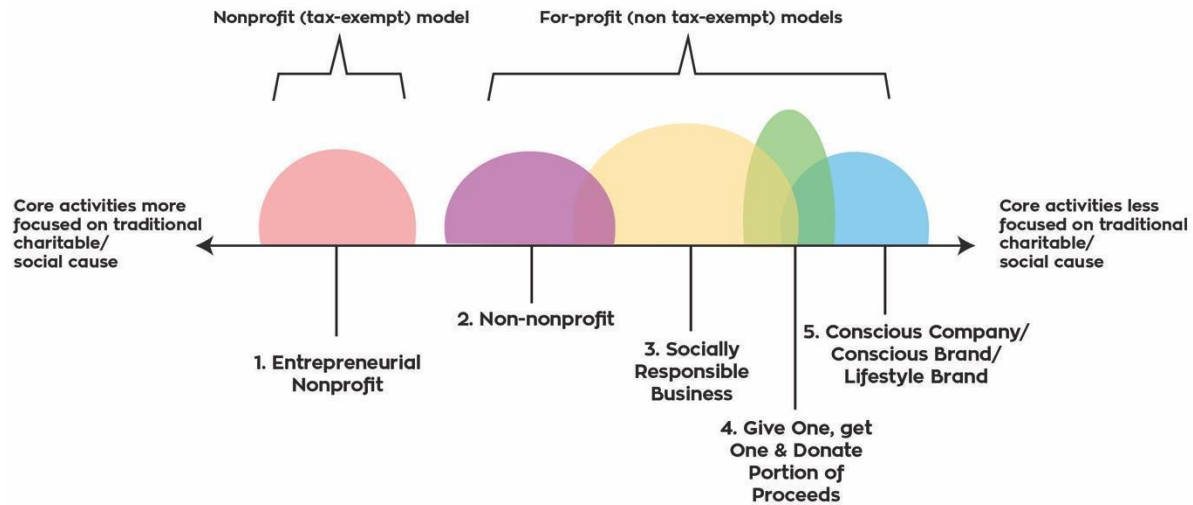 Nonprofit (tax-exempt) model
For-profit (non tax-exempt) models
Core activities more
focused on traditional
charitable/
social cause
Core activities less
focused on traditional
charitable/
social cause
1. Entrepreneurial
Nonprofit
2. Non-nonprofit
3. Socially
Responsible
Business
4. Give One, get
One & Donate
Portion of
Proceeds
5. Conscious Company/
Conscious Brand/
Lifestyle Brand